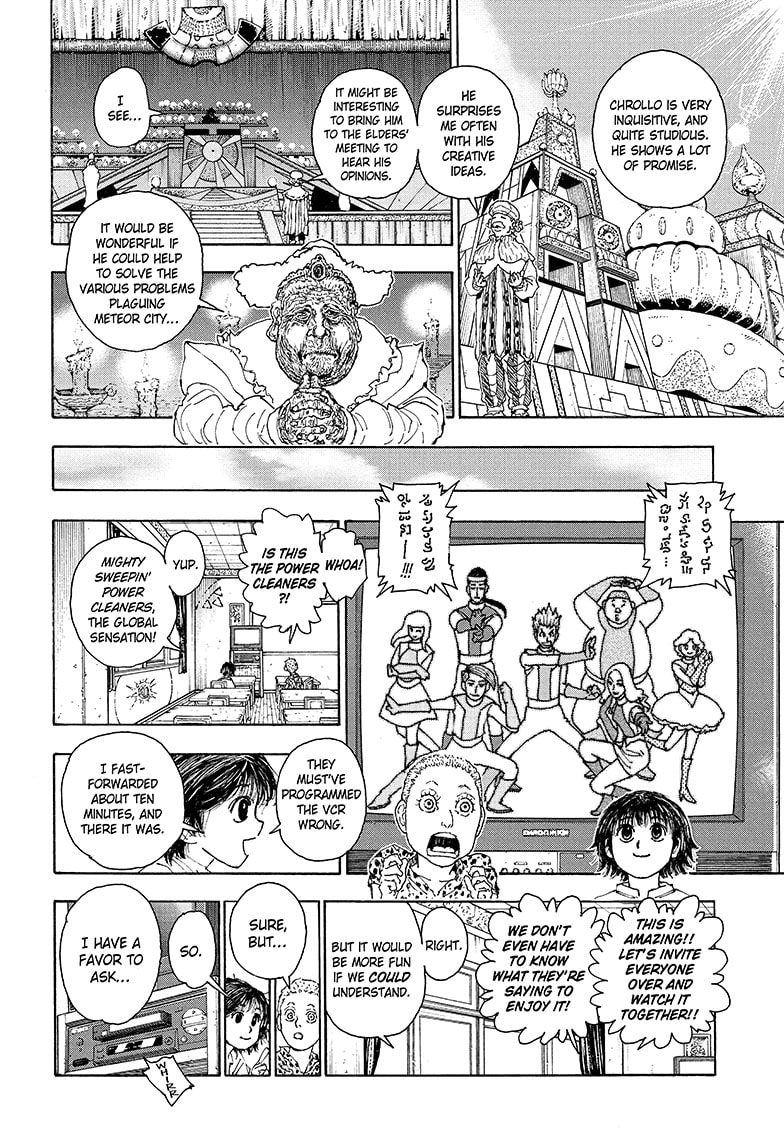 CHROLLO IS VERY
INQUISITIVE, AND
QUITE STUDIOUS.
HE SHOWS A LOT
OF PROMISE.
HE
SURPRISES
ME OFTEN
WITH HIS
CREATIVE
IDEAS.
IT MIGHT BE
INTERESTING
TO BRING HIM
TO THE ELDERS'
MEETING TO
HEAR HIS
OPINIONS.
I
SEE...
IT WOULD BE
WONDERFUL IF
HE COULD HELP
TO SOLVE THE
VARIOUS PROBLEMS
PLAGUING
METEOR CITY...
WHOA!
IS THIS
THE POWER
CLEANERS
?!
YUP.
MIGHTY
SWEEPIN'
POWER
CLEANERS,
THE GLOBAL
SENSATION!
THEY
MUST'VE
PROGRAMMED
THE VCR
WRONG.
I FAST-
FORWARDED
ABOUT TEN
MINUTES, AND
THERE IT WAS.
THIS IS
AMAZING!!
LET'S INVITE
EVERYONE
OVER AND
WATCH IT
TOGETHER!!
WE DON'T
EVEN HAVE
TO KNOW
WHAT THEY'RE
SAYING TO
ENJOY IT!
RIGHT.
BUT IT WOULD
BE MORE FUN
IF WE COULD
UNDERSTAND.
SURE,
BUT...
SO.
I HAVE A
FAVOR TO
ASK...
WHIRR